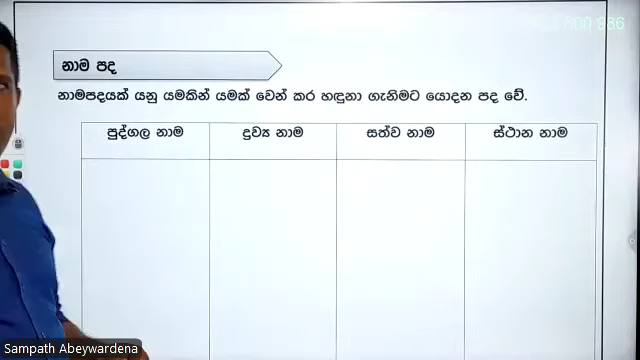 නාම පද
නාමපදයක් යනු යමකින් යමක් වෙන් කර හඳුනා ගැනීමට යොදන පද වේ.
පුද්ගල නාම
ද්‍රව්‍ය නාම
සත්ව නාම
ස්ථාන නාම
Sampath Abeywardena